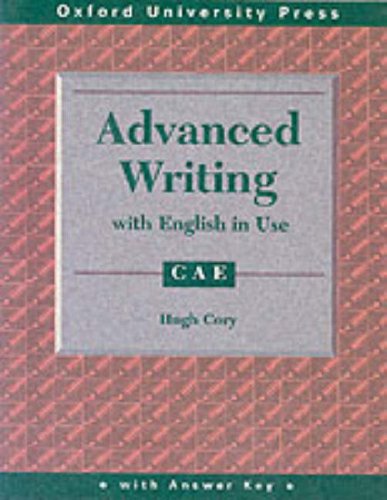 Oxford University Press
Advanced
Writing
with English in Use
CAE
Hugh Cory
• with Answer Key •